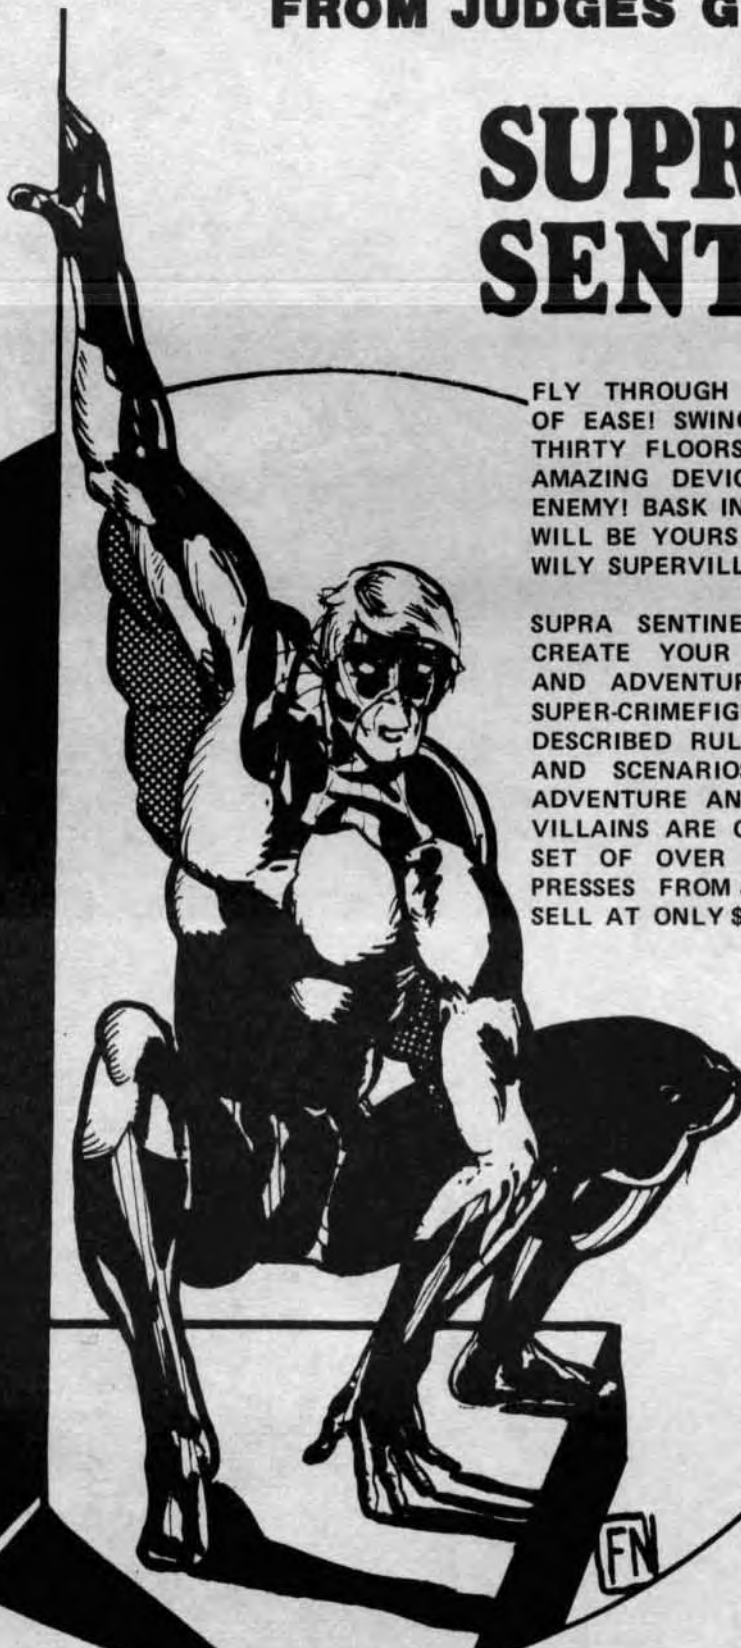 FROM JUDGES G
SUPR
SENT
FLY THROUGH
OF EASE! SWING
THIRTY FLOORS
AMAZING DEVIC
ENEMY! BASK IN
WILL BE YOURS
WILY SUPERVILL
SUPRA SENTINE
CREATE YOUR
AND ADVENTUR
SUPER-CRIMEFIG
DESCRIBED RUL
AND SCENARIOS
ADVENTURE AN
VILLAINS ARE C
SET OF OVER
PRESSES FROM
SELL AT ONLY $
FN